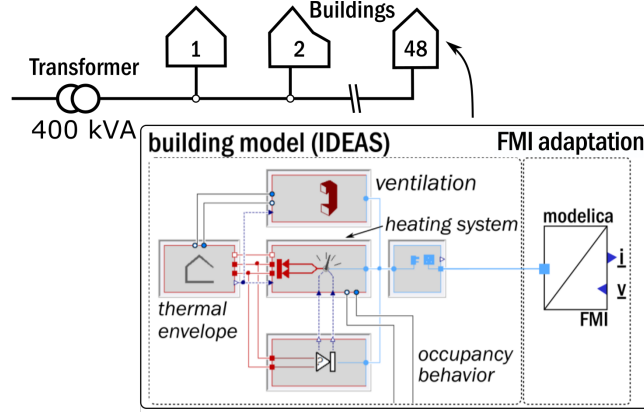 Buildings
1
2
48
Transformer
400 kVA
building model (IDEAS)
FMI adaptation
ventilation
heating system
modelica
i
v
FMI
thermal
envelope
occupancy
behavior